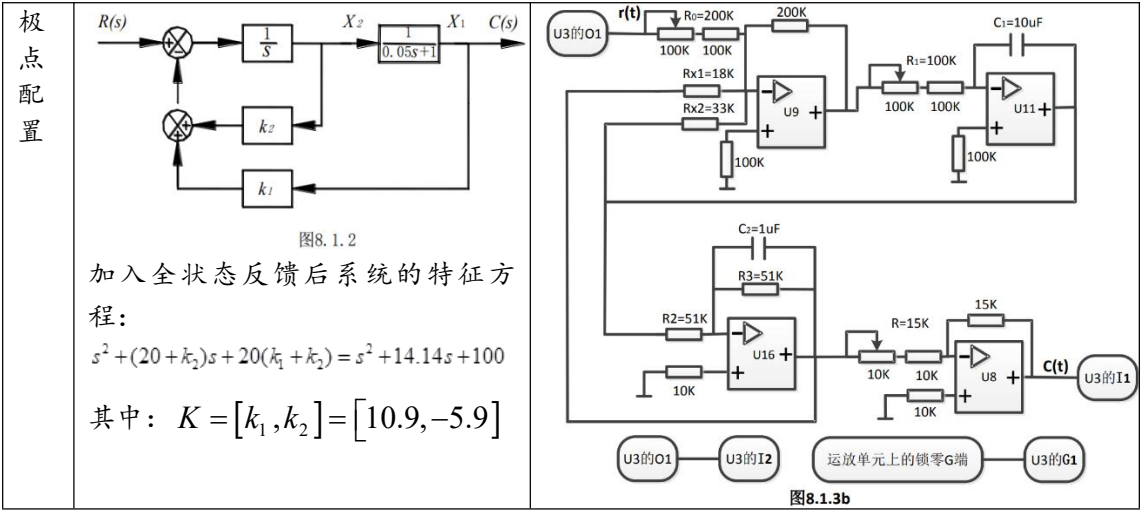 极
点
配
置
R(s)
X2
X1
C(s)
1
s
1
0.05s+1
k2
k1
图8.1.2
加入全状态反馈后系统的特征方
程:
s²+(20+k₂)s+20(k₁+k₂)=s²+14.14s+100
其中: K=[k₁,k₂]=[10.9,-5.9]
U3的O1
r(t)
R0=200K
100K
100K
200K
Rx1=18K
Rx2=33K
U9
100K
R1=100K
100K
100K
C1=10uF
U11
100K
C2=1uF
R3=51K
R2=51K
U16
10K
R=15K
10K
10K
15K
U8
10K
C(t)
U3的I1
U3的O1
U3的I2
运放单元上的锁零G端
U3的G1
图8.1.3b